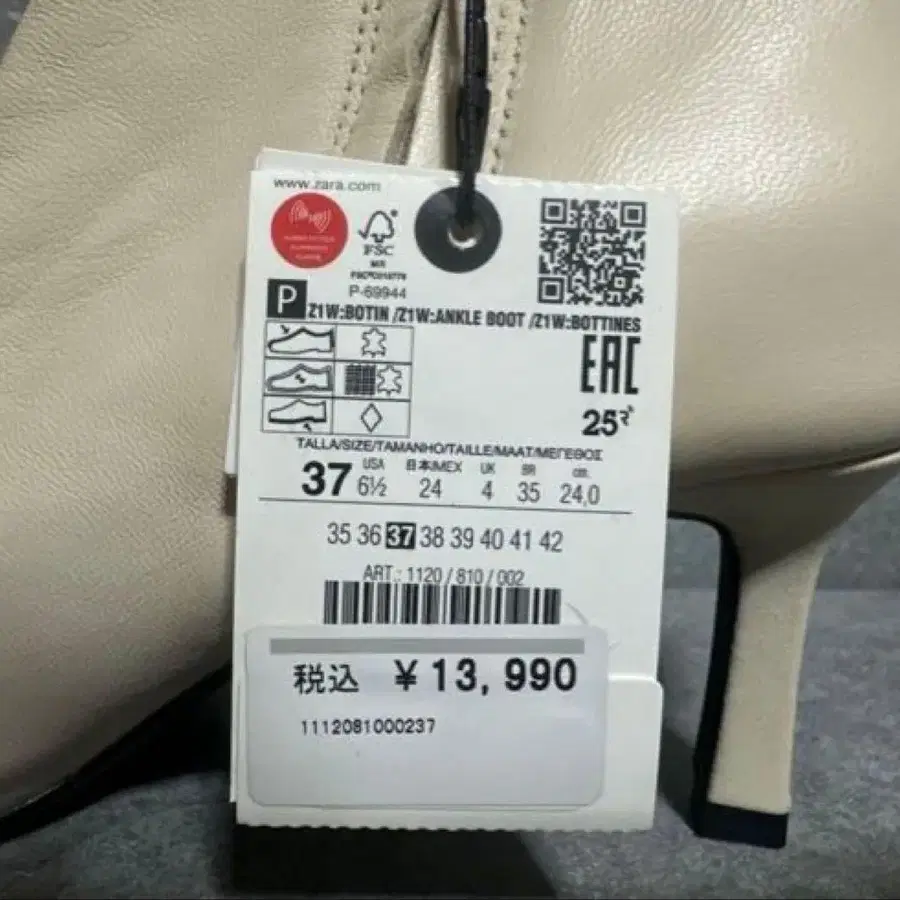 www.zara.com
FSC
MIX
P-69944
P
Z1W:BOTIN /Z1W:ANKLE BOOT /Z1W:BOTTINES
EAC
25
TALLA/SIZE/TAMANHO/TAILLE/MAAT/ΜΕΓΕΘΟΣ
37 USA 6½ 日本/MEX 24 UK 4 BR 35 cm. 24,0
35 36 37 38 39 40 41 42
ART.: 1120 / 810 / 002
税込 ¥13,990
1112081000237